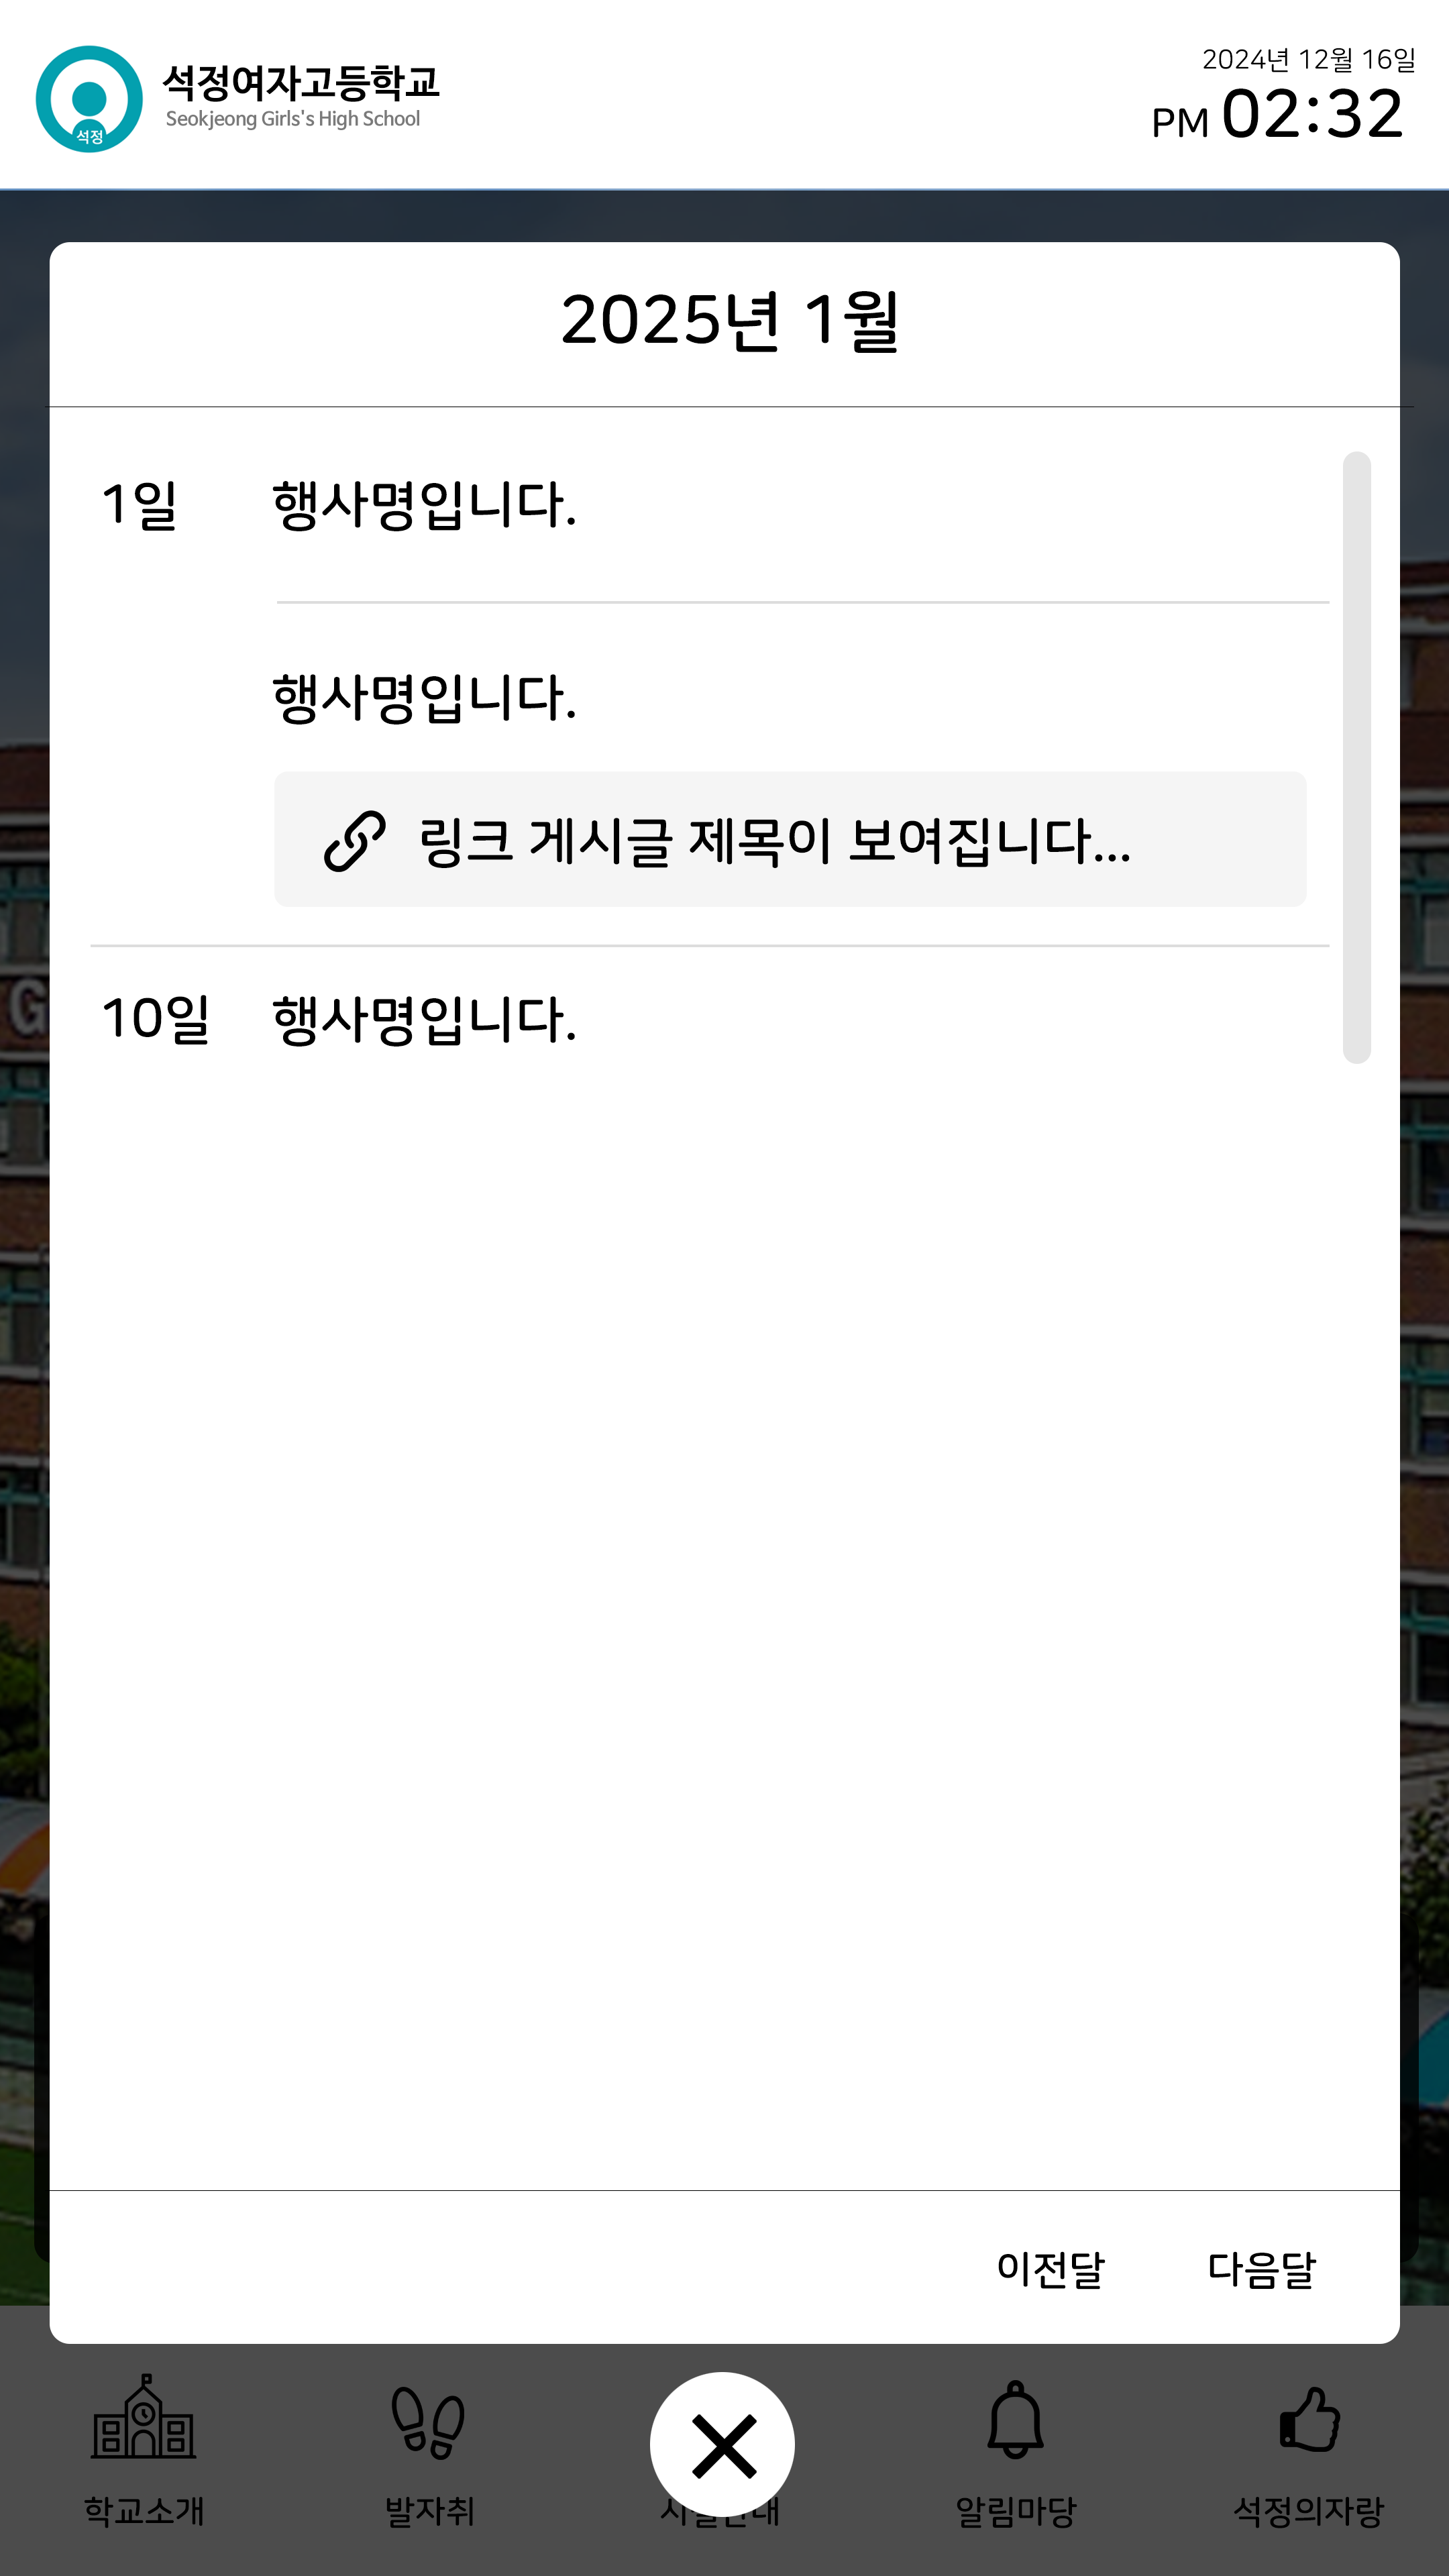 석정여자고등학교
Seokjeong Girls's High School
석정
2024년 12월 16일
PM 02:32
2025년 1월
1일 행사명입니다.
행사명입니다.
링크 게시글 제목이 보여집니다...
10일 행사명입니다.
이전달 다음달
학교소개 발자취 시설안내 알림마당 석정의자랑
G